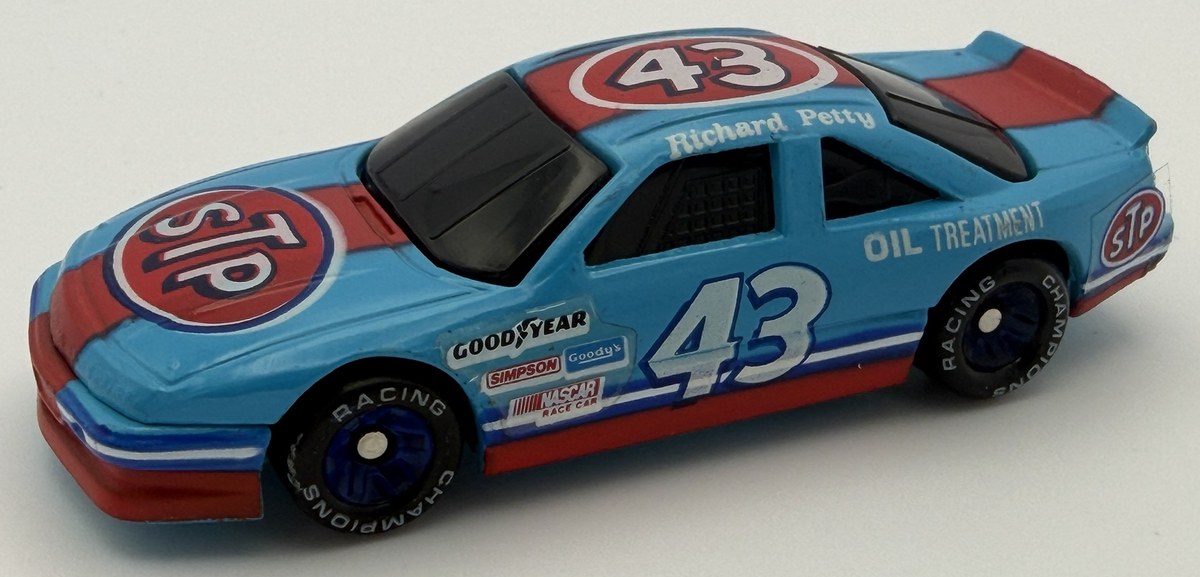 43
Richard Petty
STP
OIL TREATMENT
STP
43
GOODYEAR
SIMPSON
Goody's
NASCAR
RACE CAR
RACING
CHAMPIONS
RACING
CHAMPIONS